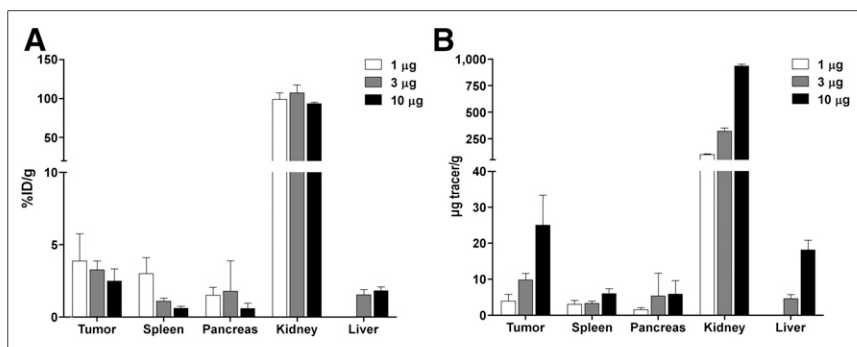 A
150
100
50
10
5
0
%ID/g
1 µg
3 µg
10 µg
Tumor Spleen Pancreas Kidney Liver
B
1,000
750
500
250
40
30
20
10
0
µg tracer/g
1 µg
3 µg
10 µg
Tumor Spleen Pancreas Kidney Liver